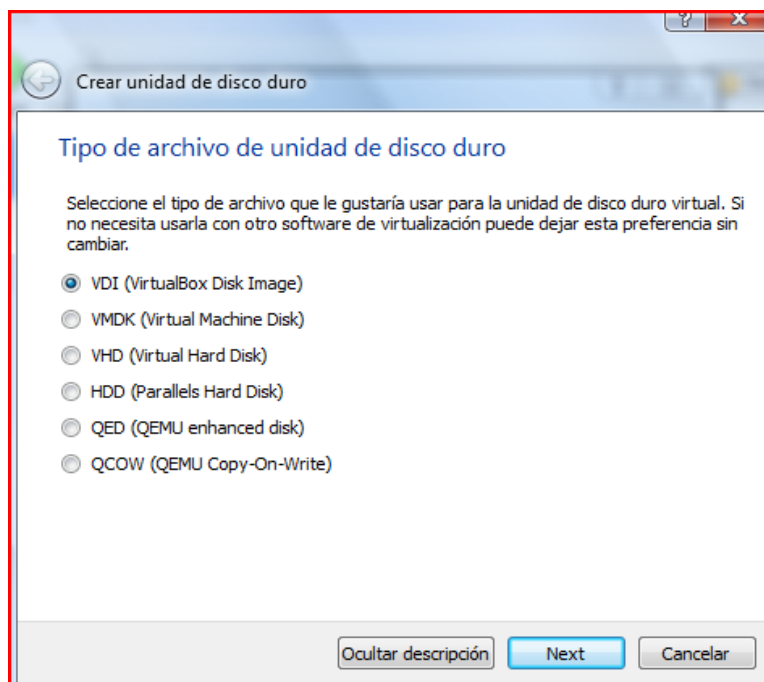 Crear unidad de disco duro
Tipo de archivo de unidad de disco duro
Seleccione el tipo de archivo que le gustaría usar para la unidad de disco duro virtual. Si
no necesita usarla con otro software de virtualización puede dejar esta preferencia sin
cambiar.
VDI (VirtualBox Disk Image)
VMDK (Virtual Machine Disk)
VHD (Virtual Hard Disk)
HDD (Parallels Hard Disk)
QED (QEMU enhanced disk)
QCOW (QEMU Copy-On-Write)
Ocultar descripción Next Cancelar